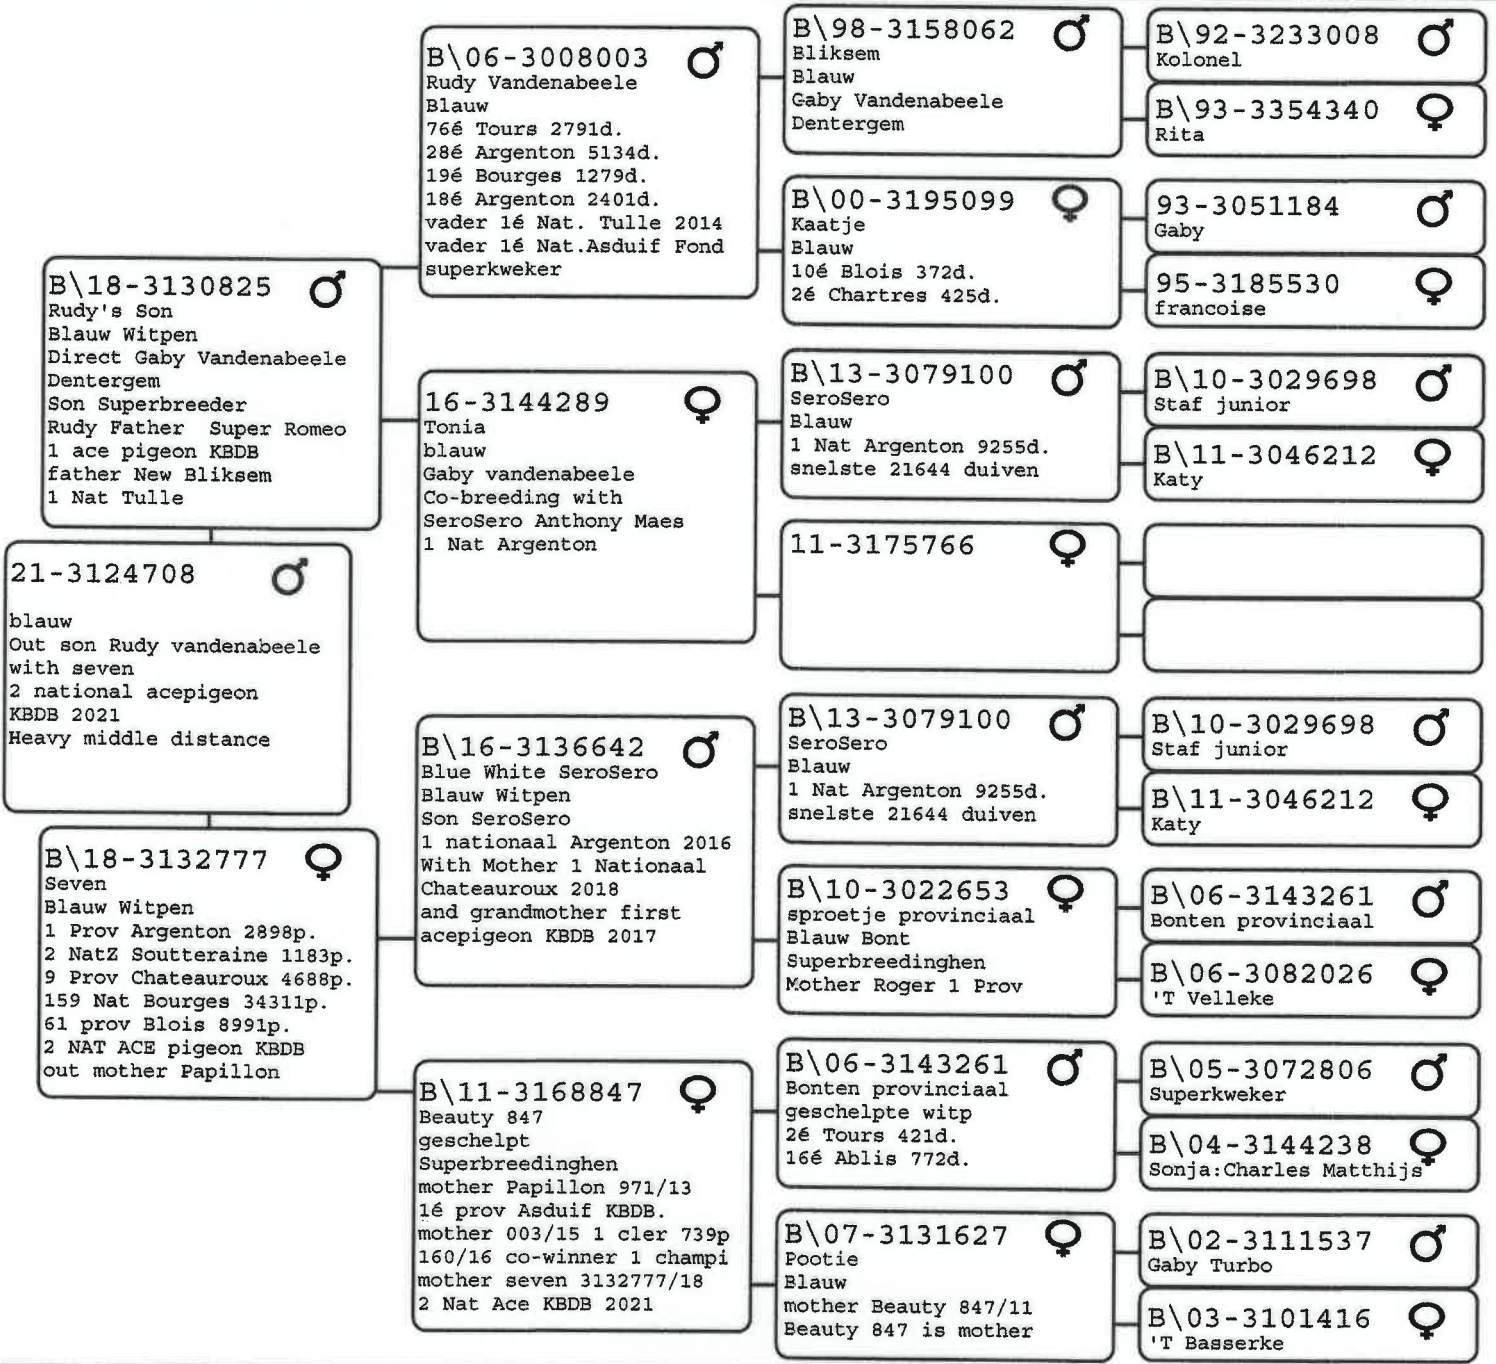 B\06-3008003
Rudy Vandenabeele
Blauw
76é Tours 2791d.
28é Argenton 5134d.
19é Bourges 1279d.
18é Argenton 2401d.
vader 1é Nat. Tulle 2014
vader 1é Nat.Asduif Fond
superkweker
B\98-3158062
Bliksem
Blauw
Gaby Vandenabeele
Dentergem
B\92-3233008
Kolonel
B\93-3354340
Rita
B\00-3195099
Kaatje
Blauw
10é Blois 372d.
2é Chartres 425d.
93-3051184
Gaby
95-3185530
francoise
B\18-3130825
Rudy's Son
Blauw Witpen
Direct Gaby Vandenabeele
Dentergem
Son Superbreeder
Rudy Father  Super Romeo
1 ace pigeon KBDB
father New Bliksem
1 Nat Tulle
16-3144289
Tonia
blauw
Gaby vandenabeele
Co-breeding with
SeroSero Anthony Maes
1 Nat Argenton
B\13-3079100
SeroSero
Blauw
1 Nat Argenton 9255d.
snelste 21644 duiven
B\10-3029698
Staf junior
B\11-3046212
Katy
11-3175766
21-3124708
blauw
Out son Rudy vandenabeele
with seven
2 national acepigeon
KBDB 2021
Heavy middle distance
B\16-3136642
Blue White SeroSero
Blauw Witpen
Son SeroSero
1 nationaal Argenton 2016
With Mother 1 Nationaal
Chateauroux 2018
and grandmother first
acepigeon KBDB 2017
B\13-3079100
SeroSero
Blauw
1 Nat Argenton 9255d.
snelste 21644 duiven
B\10-3029698
Staf junior
B\11-3046212
Katy
B\10-3022653
sproetje provinciaal
Blauw Bont
Superbreedinghen
Mother Roger 1 Prov
B\06-3143261
Bonten provinciaal
B\06-3082026
'T Velleke
B\18-3132777
Seven
Blauw Witpen
1 Prov Argenton 2898p.
2 NatZ Soutteraine 1183p.
9 Prov Chateauroux 4688p.
159 Nat Bourges 34311p.
61 prov Blois 8991p.
2 NAT ACE pigeon KBDB
out mother Papillon
B\11-3168847
Beauty 847
geschelpt
Superbreedinghen
mother Papillon 971/13
1é prov Asduif KBDB.
mother 003/15 1 cler 739p
160/16 co-winner 1 champi
mother seven 3132777/18
2 Nat Ace KBDB 2021
B\06-3143261
Bonten provinciaal
geschelpte witp
2é Tours 421d.
16é Ablis 772d.
B\05-3072806
Superkweker
B\04-3144238
Sonja:Charles Matthijs
B\07-3131627
Pootie
Blauw
mother Beauty 847/11
Beauty 847 is mother
B\02-3111537
Gaby Turbo
B\03-3101416
'T Basserke